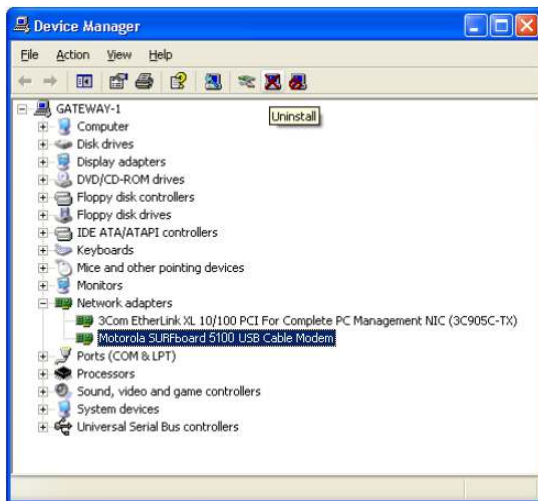 Device Manager
File Action View Help
Uninstall
GATEWAY-1
Computer
Disk drives
Display adapters
DVD/CD-ROM drives
Floppy disk controllers
Floppy disk drives
IDE ATA/ATAPI controllers
Keyboards
Mice and other pointing devices
Monitors
Network adapters
3Com EtherLink XL 10/100 PCI For Complete PC Management NIC (3C905C-TX)
Motorola SURFboard 5100 USB Cable Modem
Ports (COM & LPT)
Processors
Sound, video and game controllers
System devices
Universal Serial Bus controllers